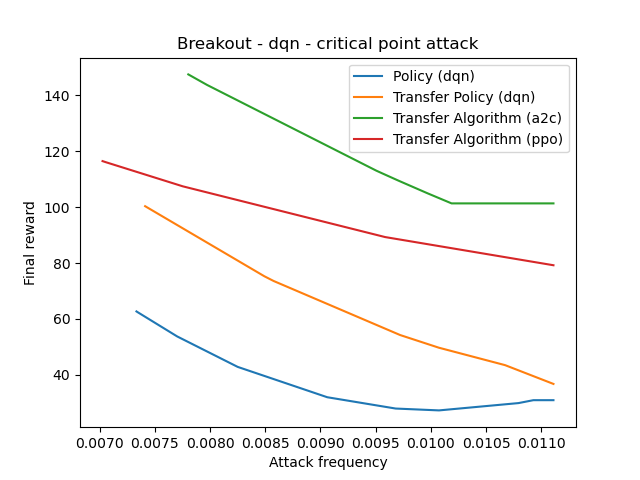 Breakout - dqn - critical point attack
Policy (dqn)
Transfer Policy (dqn)
Transfer Algorithm (a2c)
Transfer Algorithm (ppo)
Final reward
140
120
100
80
60
40
0.0070 0.0075 0.0080 0.0085 0.0090 0.0095 0.0100 0.0105 0.0110
Attack frequency